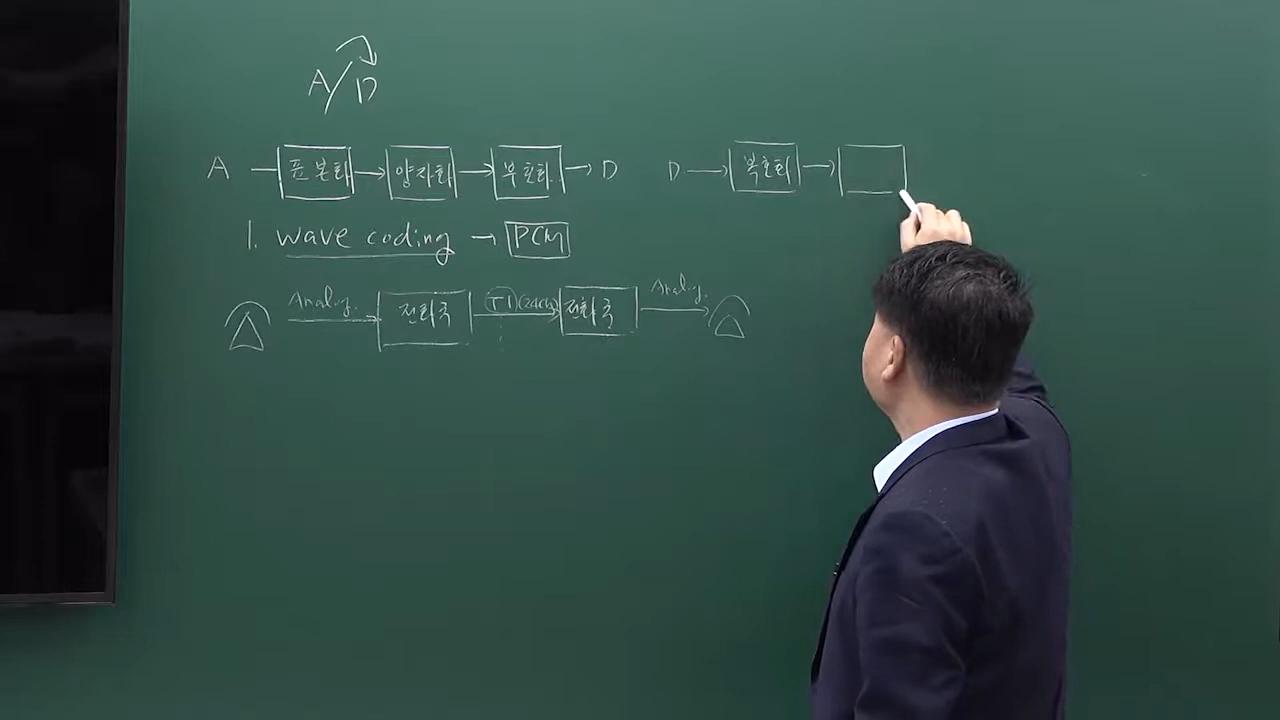 A/D
A → 표본화 → 양자화 → 부호화 → D D → 복호화 →
1. wave coding → PCM
Analog. 전화국 T1 (24ch) 전화국 Analog.